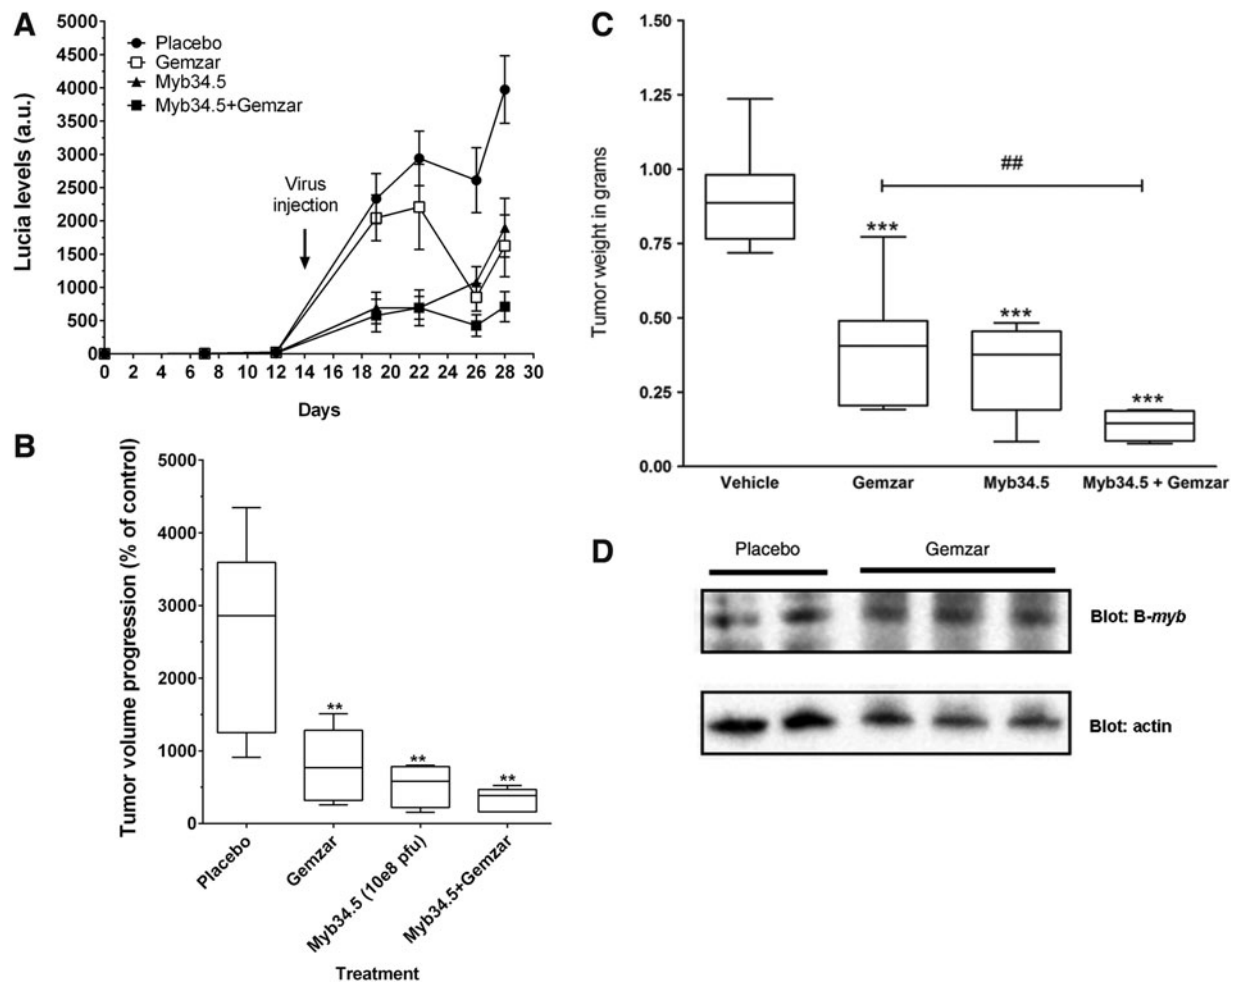 A
Lucia levels (a.u.)
5000
4500
4000
3500
3000
2500
2000
1500
1000
500
0
Placebo
Gemzar
Myb34.5
Myb34.5+Gemzar
Virus
injection
0 2 4 6 8 10 12 14 16 18 20 22 24 26 28 30
Days
B
Tumor volume progression (% of control)
5000
4000
3000
2000
1000
0
**
**
**
Placebo
Gemzar
Myb34.5 (10e8 pfu)
Myb34.5+Gemzar
Treatment
C
Tumor weight in grams
1.50
1.25
1.00
0.75
0.50
0.25
0.00
##
***
***
***
Vehicle Gemzar Myb34.5 Myb34.5 + Gemzar
D
Placebo Gemzar
Blot: B-myb
Blot: actin